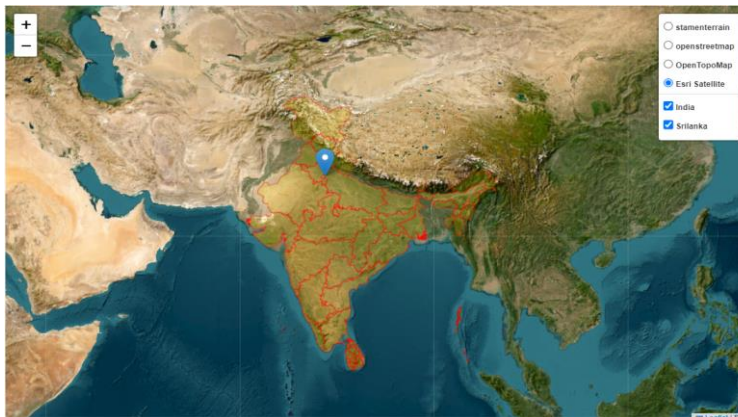 +
−
stamenterrain
openstreetmap
OpenTopoMap
Esri Satellite
India
Srilanka